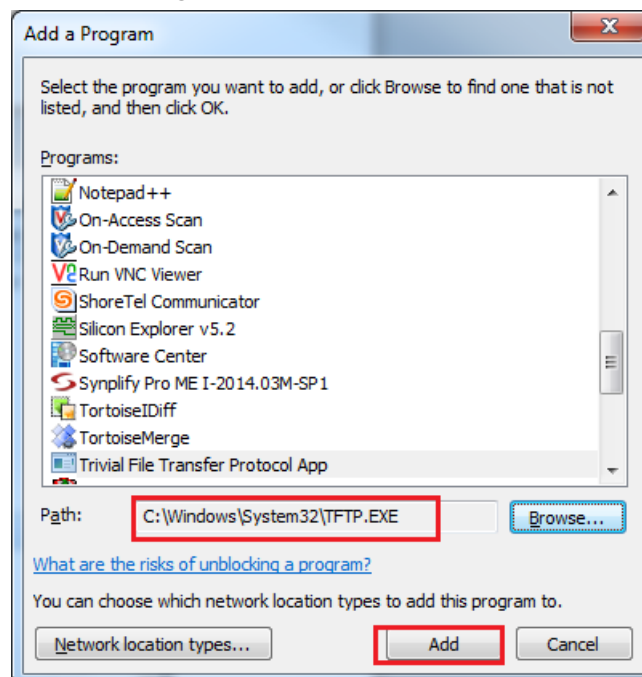 Add a Program
X
Select the program you want to add, or click Browse to find one that is not
listed, and then click OK.
Programs:
Notepad++
On-Access Scan
On-Demand Scan
Run VNC Viewer
ShoreTel Communicator
Silicon Explorer v5.2
Software Center
Synplify Pro ME I-2014.03M-SP1
TortoiseIDiff
TortoiseMerge
Trivial File Transfer Protocol App
Path: C:\Windows\System32\TFTP.EXE Browse...
What are the risks of unblocking a program?
You can choose which network location types to add this program to.
Network location types... Add Cancel